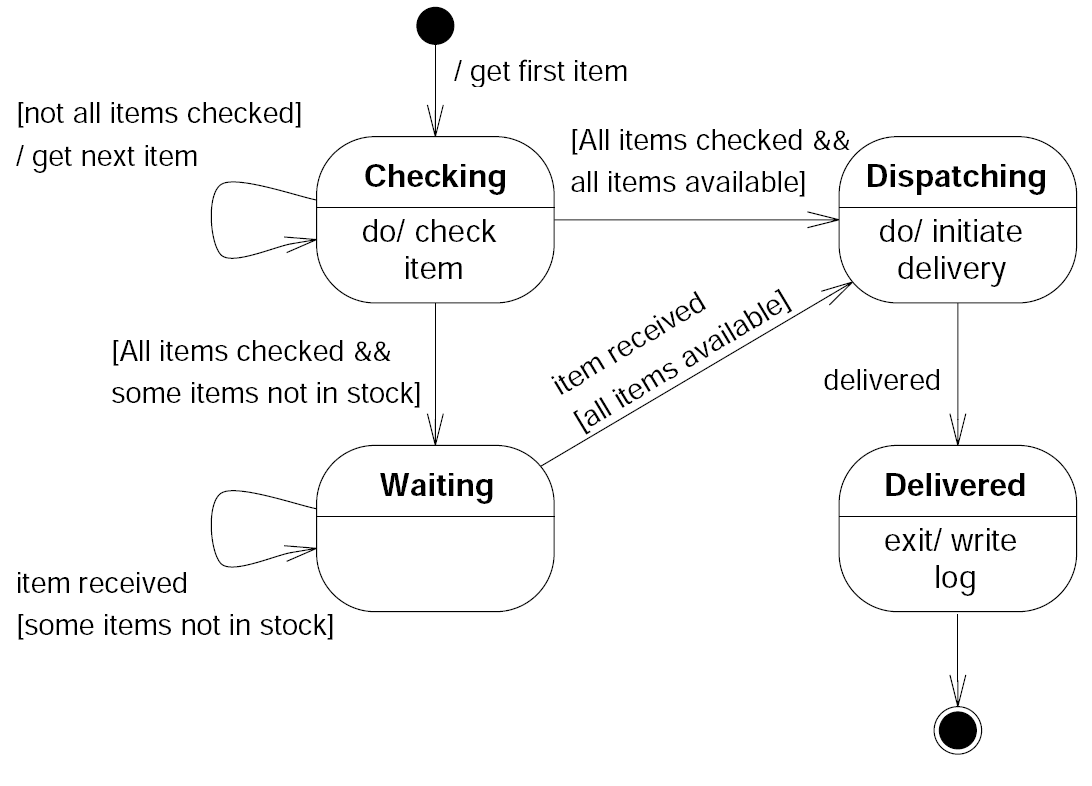 / get first item
[not all items checked]
/ get next item
[All items checked &&
all items available]
Checking
do/ check
item
Dispatching
do/ initiate
delivery
[All items checked &&
some items not in stock]
item received
[all items available]
delivered
Waiting
item received
[some items not in stock]
Delivered
exit/ write
log